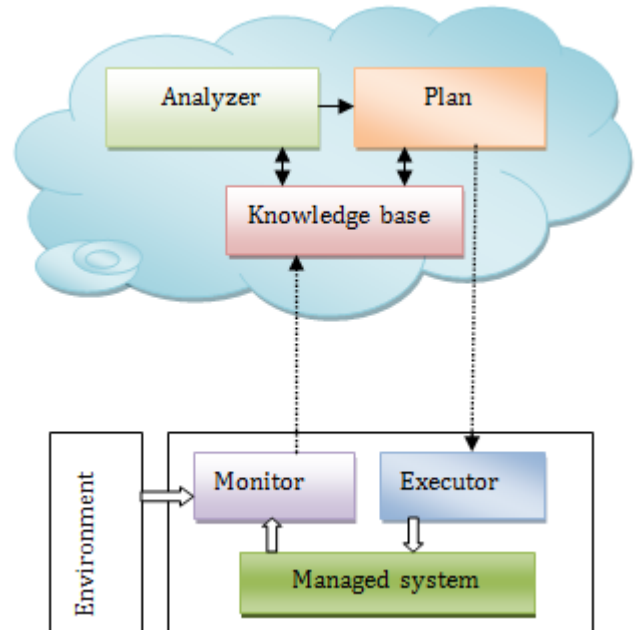 Analyzer
Plan
Knowledge base
Monitor
Executor
Managed system
Environment